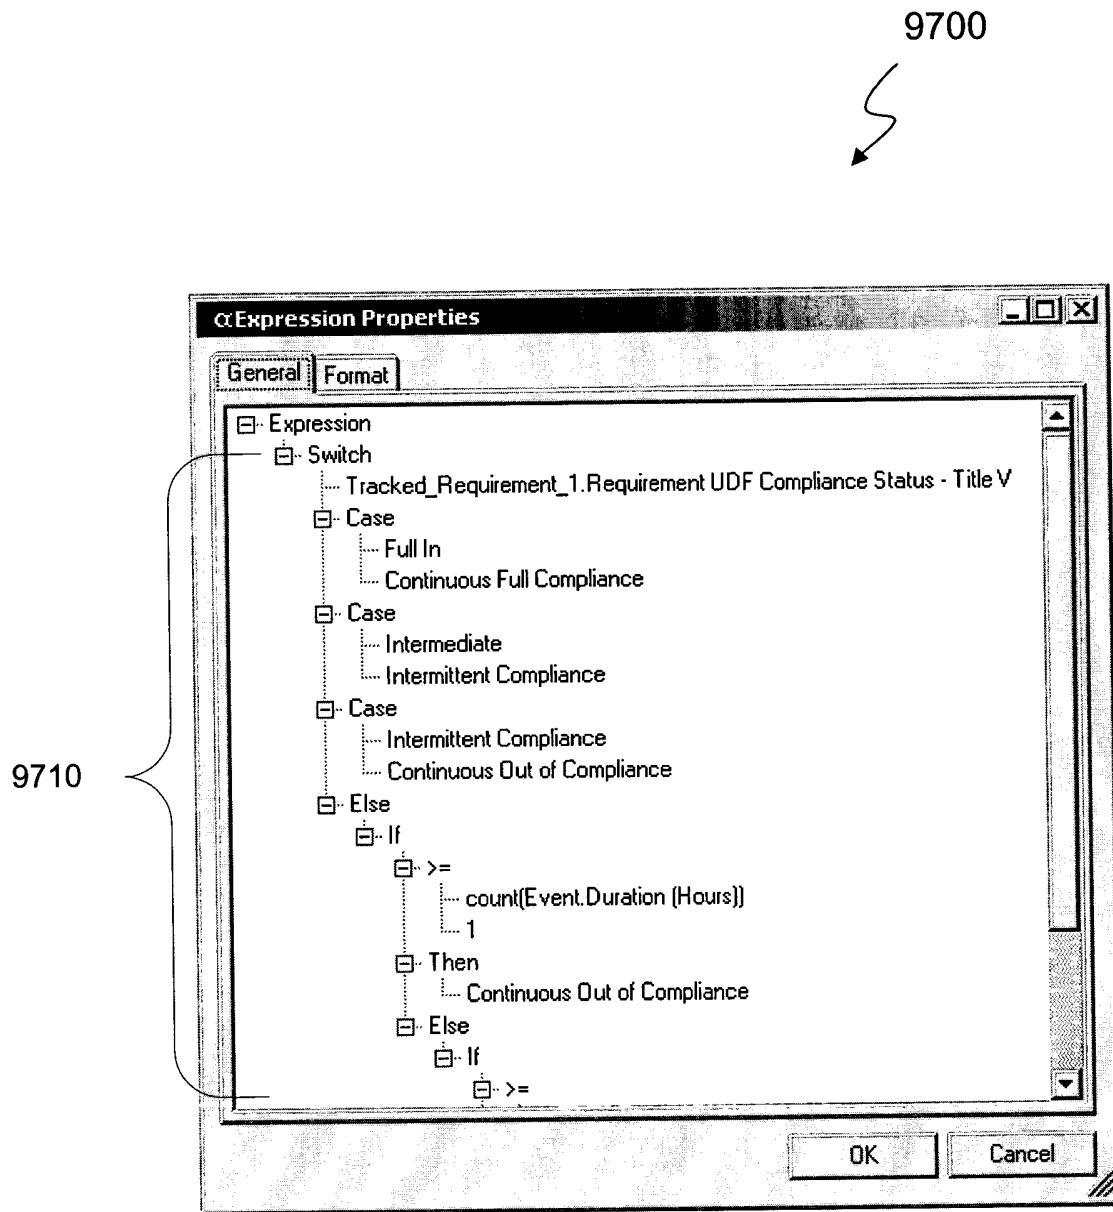 9700
αExpression Properties
General Format
Expression
Switch
Tracked_Requirement_1.Requirement UDF Compliance Status - Title V
Case
Full In
Continuous Full Compliance
Case
Intermediate
Intermittent Compliance
Case
Intermittent Compliance
Continuous Out of Compliance
9710
Else
If
>=
count(Event.Duration (Hours))
1
Then
Continuous Out of Compliance
Else
If
>=
OK Cancel